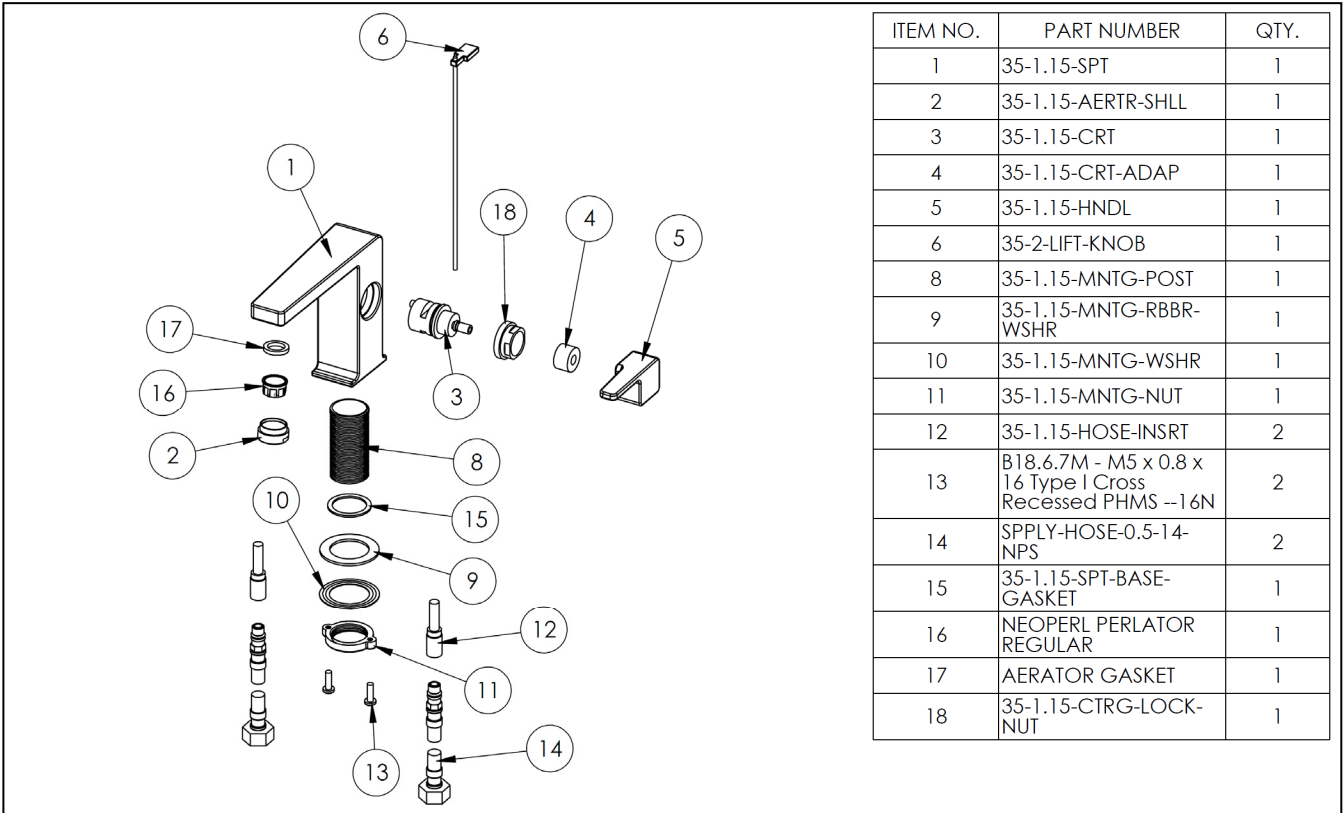 6
1
18
4
5
17
16
3
2
8
10
15
9
12
11
13
14
ITEM NO. PART NUMBER QTY.
1 35-1.15-SPT 1
2 35-1.15-AERTR-SHLL 1
3 35-1.15-CRT 1
4 35-1.15-CRT-ADAP 1
5 35-1.15-HNDL 1
6 35-2-LIFT-KNOB 1
8 35-1.15-MNTG-POST 1
9 35-1.15-MNTG-RBBR- 1
WSHR
10 35-1.15-MNTG-WSHR 1
11 35-1.15-MNTG-NUT 1
12 35-1.15-HOSE-INSRT 2
B18.6.7M - M5 x 0.8 x
13 16 Type I Cross 2
Recessed PHMS --16N
14 SPPLY-HOSE-0.5-14- 2
NPS
15 35-1.15-SPT-BASE- 1
GASKET
16 NEOPERL PERLATOR 1
REGULAR
17 AERATOR GASKET 1
18 35-1.15-CTRG-LOCK- 1
NUT